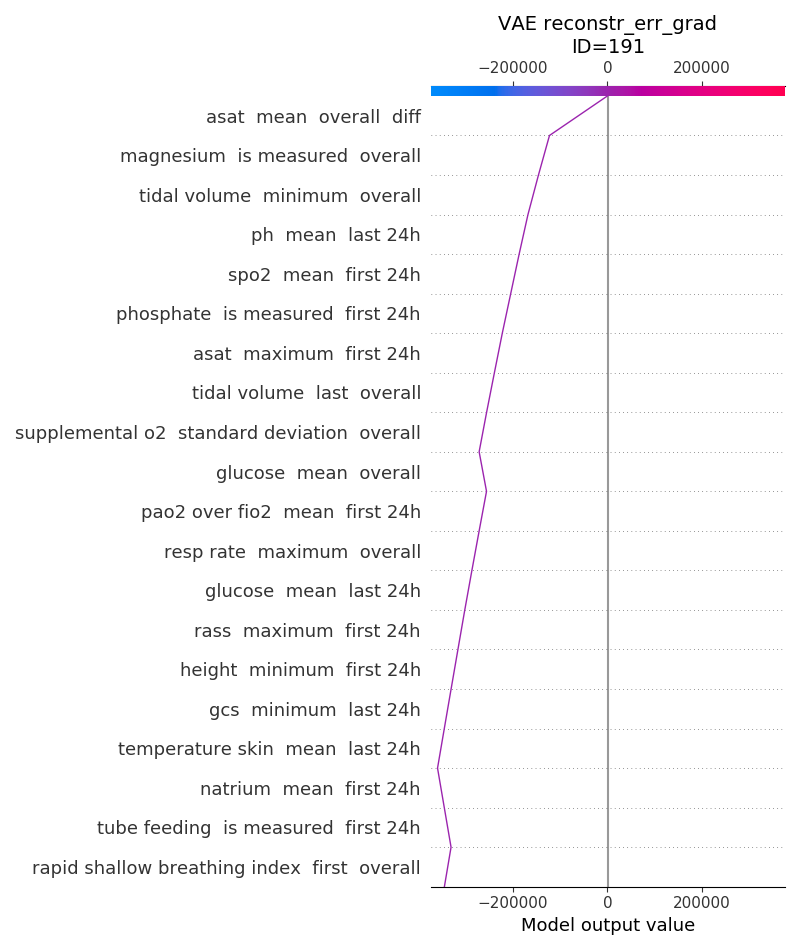 VAE reconstr_err_grad
ID=191
−200000 0 200000
asat mean overall diff
magnesium is measured overall
tidal volume minimum overall
ph mean last 24h
spo2 mean first 24h
phosphate is measured first 24h
asat maximum first 24h
tidal volume last overall
supplemental o2 standard deviation overall
glucose mean overall
pao2 over fio2 mean first 24h
resp rate maximum overall
glucose mean last 24h
rass maximum first 24h
height minimum first 24h
gcs minimum last 24h
temperature skin mean last 24h
natrium mean first 24h
tube feeding is measured first 24h
rapid shallow breathing index first overall
−200000 0 200000
Model output value